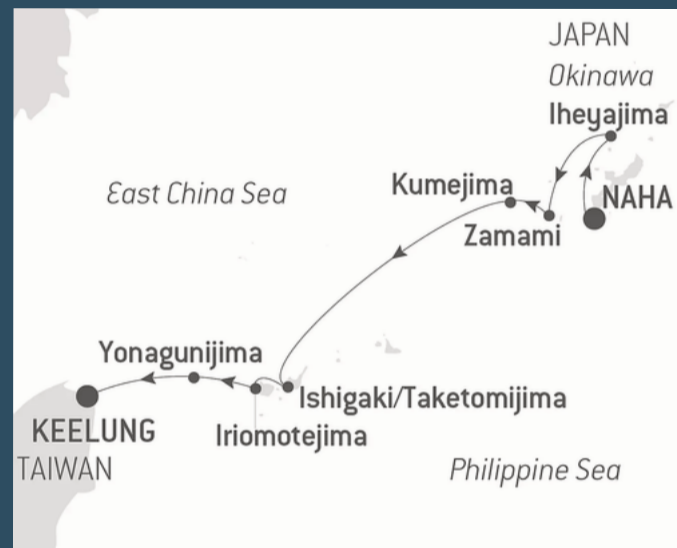 JAPAN
Okinawa
Iheyajima
East China Sea
Kumejima
NAHA
Zamami
Yonagunijima
Ishigaki/Taketomijima
KEELUNG
Iriomotejima
TAIWAN
Philippine Sea